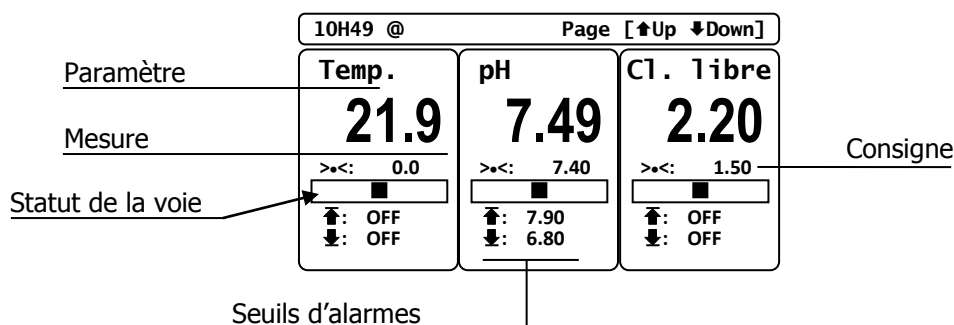 10H49 @ Page [⬆Up ⬇Down]
Paramètre
Temp. pH Cl. libre
21.9 7.49 2.20
Mesure
Consigne
>•<: 0.0 >•<: 7.40 >•<: 1.50
Statut de la voie
⬆: OFF ⬆: 7.90 ⬆: OFF
⬇: OFF ⬇: 6.80 ⬇: OFF
Seuils d’alarmes